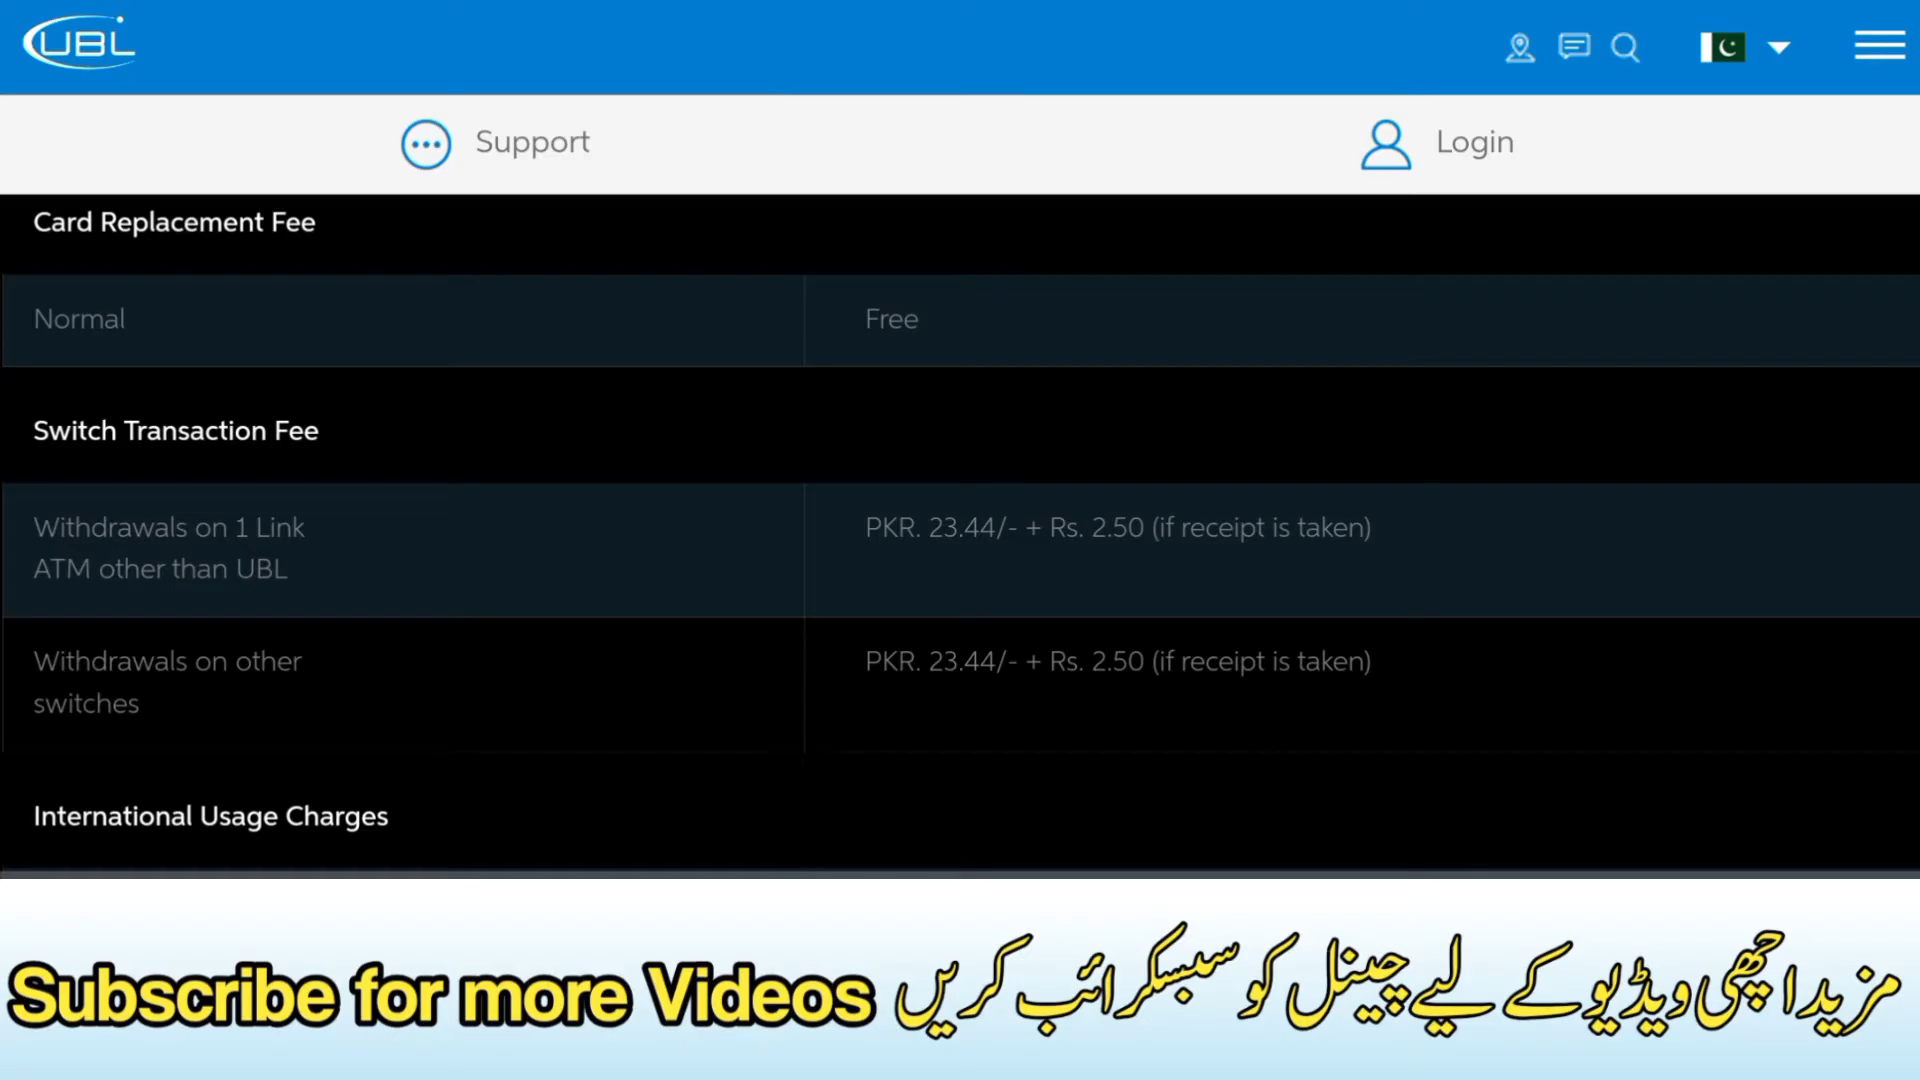 UBL
Support
Login
Card Replacement Fee
Normal
Free
Switch Transaction Fee
Withdrawals on 1 Link
ATM other than UBL
PKR. 23.44/- + Rs. 2.50 (if receipt is taken)
Withdrawals on other
switches
PKR. 23.44/- + Rs. 2.50 (if receipt is taken)
International Usage Charges
Subscribe for more Videos
مزید اچھی ویڈیو کے لیے چینل کو سبسکرائب کریں